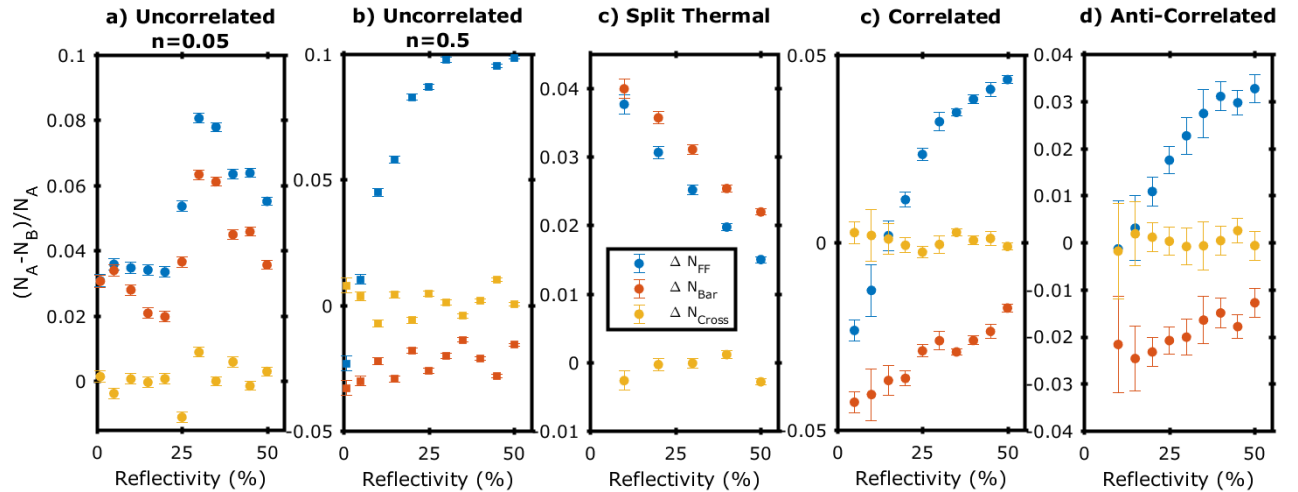 a) Uncorrelated
n=0.05
b) Uncorrelated
n=0.5
c) Split Thermal
c) Correlated
d) Anti-Correlated
(N_A-N_B)/N_A
0.1
0.08
0.06
0.04
0.02
0
0 25 50
Reflectivity (%)
0.1
0.05
0
-0.05
0 25 50
Reflectivity (%)
0.04
0.03
0.02
0.01
0
0.01
0 25 50
Reflectivity (%)
Δ N_FF
Δ N_Bar
Δ N_Cross
0.05
0
-0.05
0 25 50
Reflectivity (%)
0.04
0.03
0.02
0.01
0
-0.01
-0.02
-0.03
-0.04
0 25 50
Reflectivity (%)